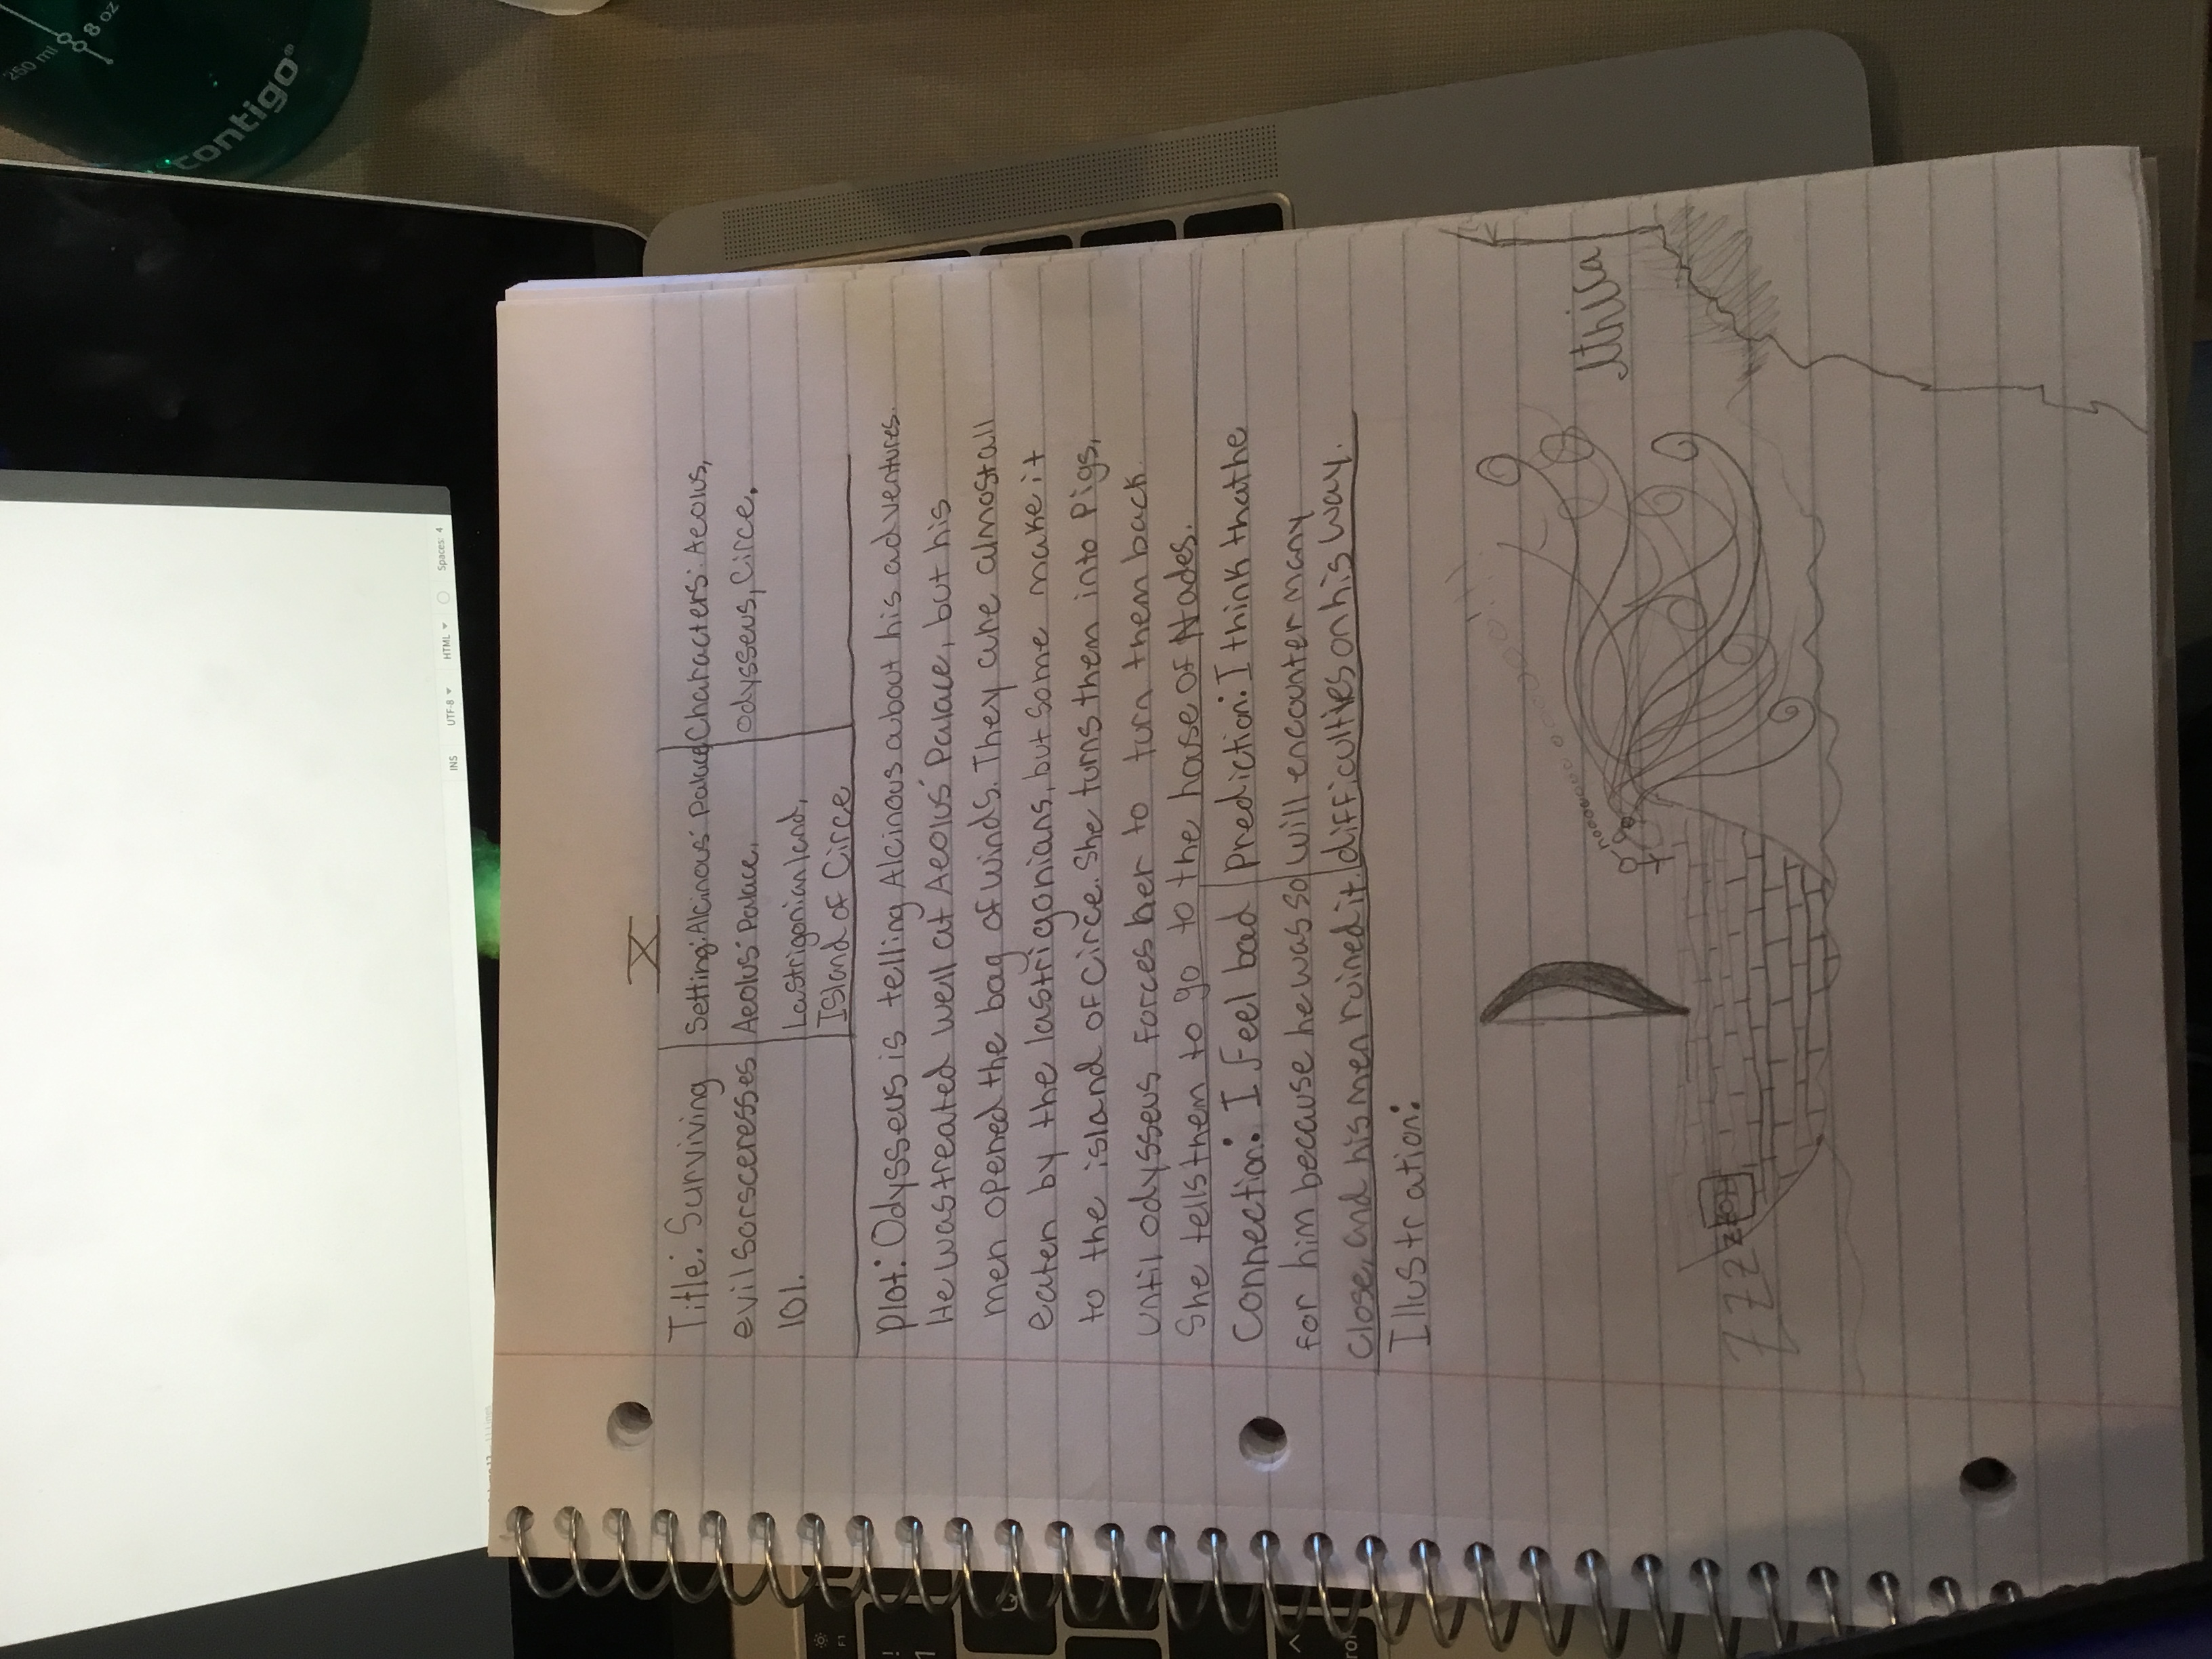 250 ml
8 oz
contigo®
INS UTF-8 HTML Spaces: 4
X
Title: Surviving
evil sorsceresses
101.
Setting: Alcinous' Palace
Aeolus' Palace,
Lastrigonian land,
Island of Circe
Characters: Aeolus,
Odysseus, Circe.
Plot: Odysseus is telling Alcinous about his adventures.
He was treated well at Aeolus' Palace, but his
men opened the bag of winds. They are almost all
eaten by the lastrigonians, but some make it
to the island of Circe. She turns them into Pigs,
until odysseus forces her to turn them back.
She tells them to go to the house of Hades.
Connection: I feel bad
for him because he was so
close, and his men ruined it.
Prediction: I think that he
will encounter many
difficulties on his way.
Illustration:
Ithica
ZZZZZ
F1